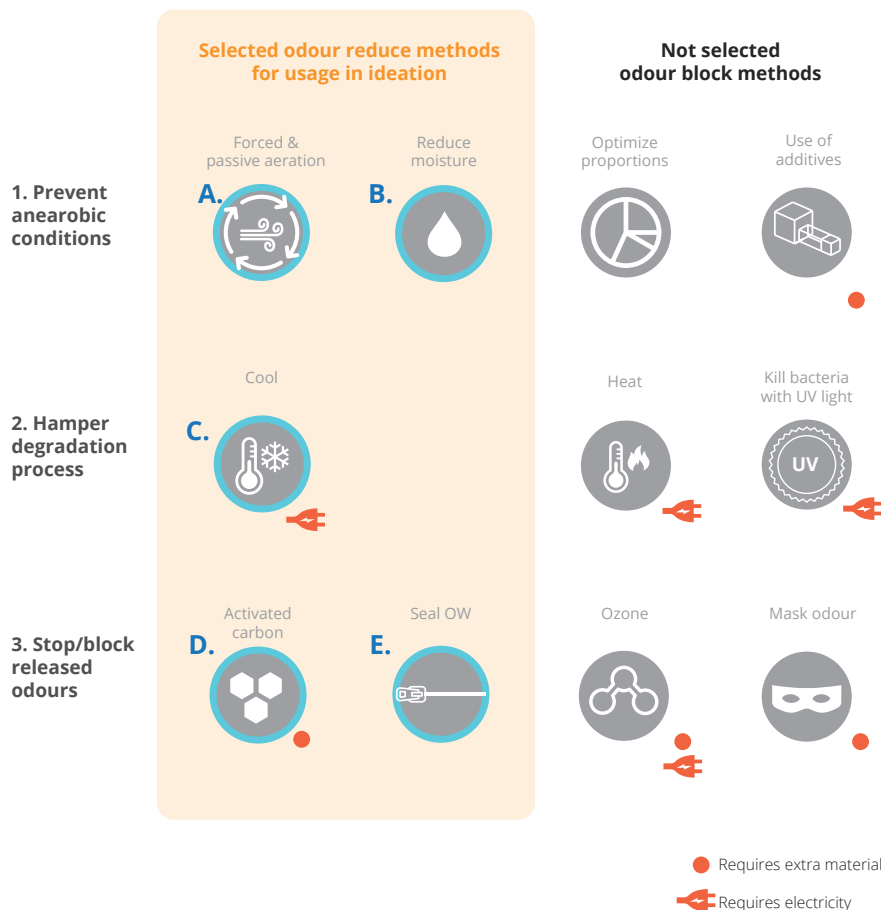 Selected odour reduce methods
for usage in ideation
Not selected
odour block methods
1. Prevent
anearobic
conditions
Forced &
passive aeration
A.
Reduce
moisture
B.
Optimize
proportions
Use of
additives
2. Hamper
degradation
process
Cool
C.
Heat
Kill bacteria
with UV light
UV
3. Stop/block
released
odours
Activated
carbon
D.
Seal OW
E.
Ozone
Mask odour
Requires extra material
Requires electricity